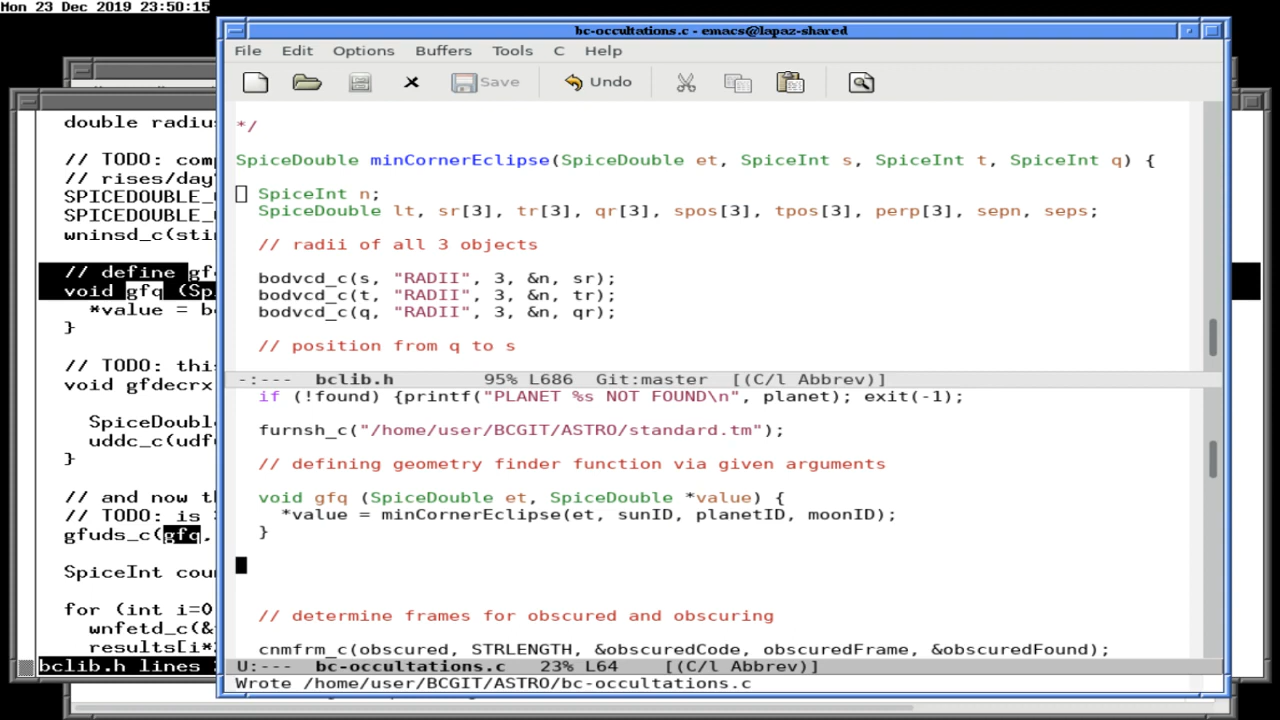 Mon 23 Dec 2019 23:50:15
bc-occultations.c - emacs@lapaz-shared
File Edit Options Buffers Tools C Help
Save Undo
*/
SpiceDouble minCornerEclipse(SpiceDouble et, SpiceInt s, SpiceInt t, SpiceInt q) {
SpiceInt n;
SpiceDouble lt, sr[3], tr[3], qr[3], spos[3], tpos[3], perp[3], sepn, seps;
// radii of all 3 objects
bodvcd_c(s, "RADII", 3, &n, sr);
bodvcd_c(t, "RADII", 3, &n, tr);
bodvcd_c(q, "RADII", 3, &n, qr);
// position from q to s
-:--- bclib.h 95% L686 Git:master [(C/l Abbrev)]
if (!found) {printf("PLANET %s NOT FOUND\n", planet); exit(-1);
furnsh_c("/home/user/BCGIT/ASTRO/standard.tm");
// defining geometry finder function via given arguments
void gfq (SpiceDouble et, SpiceDouble *value) {
*value = minCornerEclipse(et, sunID, planetID, moonID);
}
// determine frames for obscured and obscuring
cnmfrm_c(obscured, STRLENGTH, &obscuredCode, obscuredFrame, &obscuredFound);
U:--- bc-occultations.c 23% L64 [(C/l Abbrev)]
Wrote /home/user/BCGIT/ASTRO/bc-occultations.c
double radiu
// TODO: comp
// rises/day
SPICEDOUBLE_
SPICEDOUBLE_
wninsd_c(sti
// define gf
void gfq (Sp
*value = b
}
// TODO: thi
void gfdecrx
SpiceDoubl
uddc_c(udf
}
// and now t
// TODO: is
gfuds_c(gfq,
SpiceInt cou
for (int i=0
wnfetd_c(&
results[i*
bclib.h lines